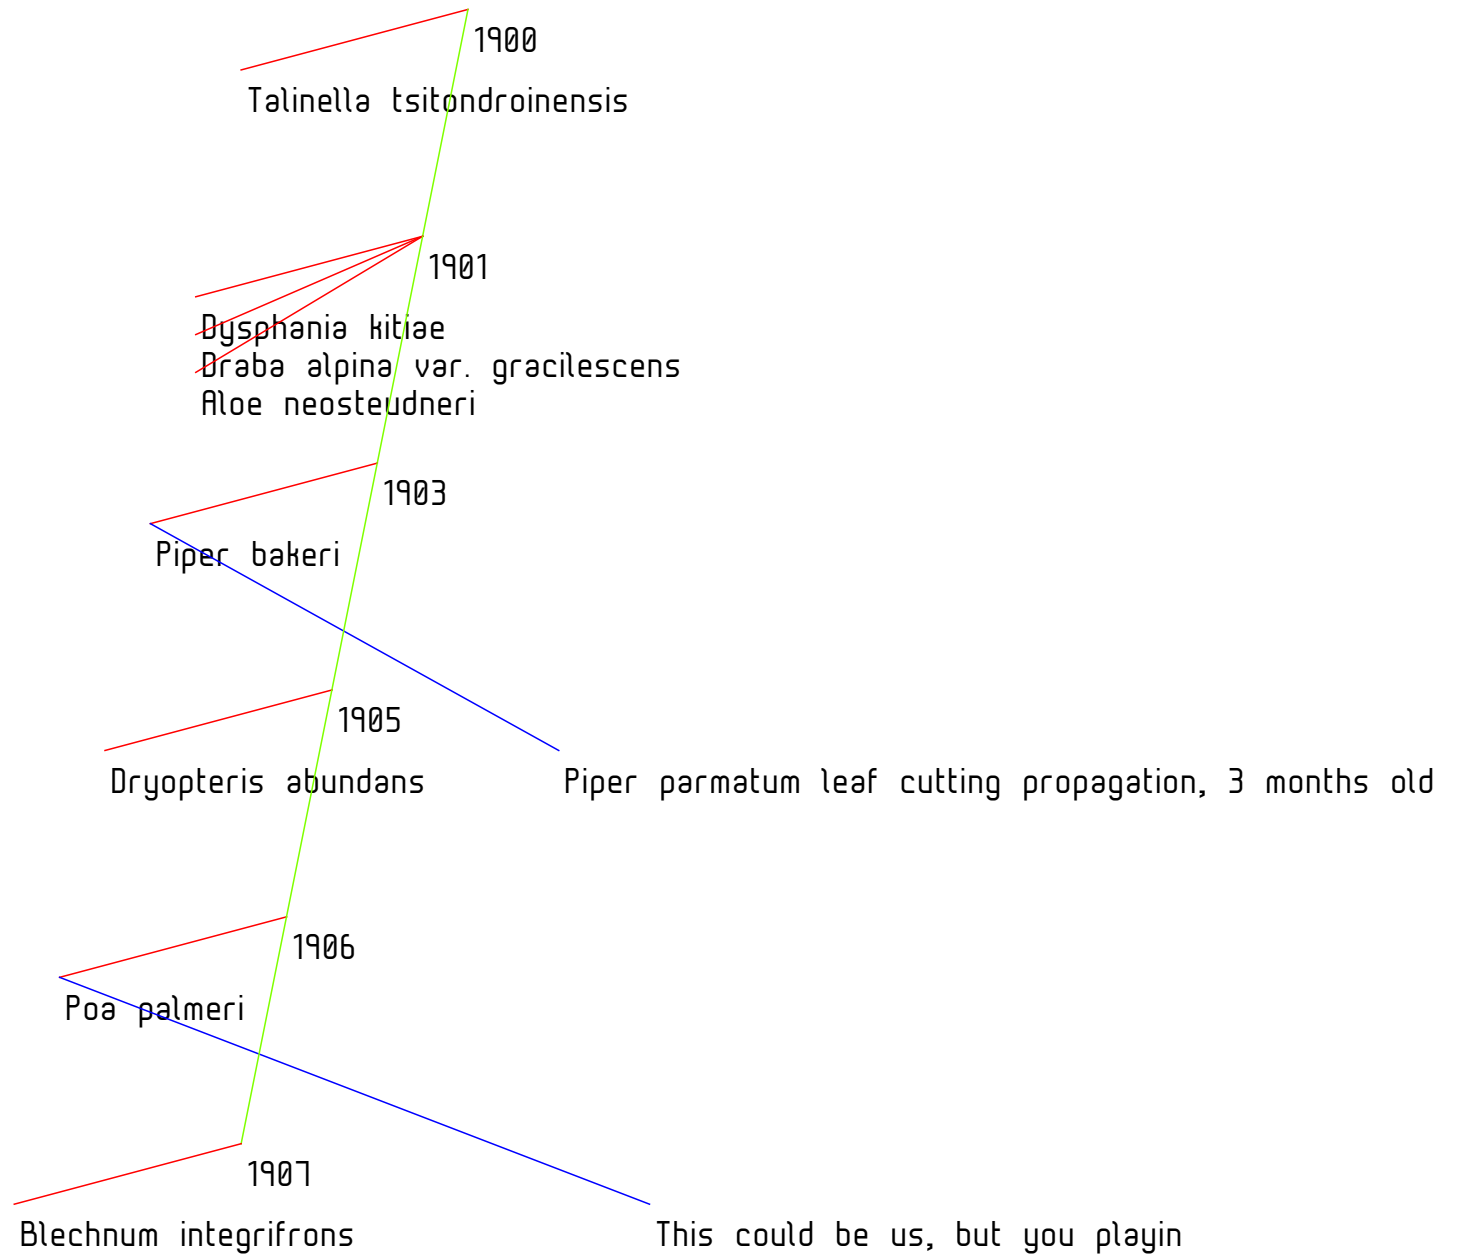 1900
Talinella tsitondroinensis
1901
Dysphania kitiae
Draba alpina var. gracilescens
Aloe neosteudneri
1903
Piper bakeri
1905
Dryopteris abundans
Piper parmatum leaf cutting propagation, 3 months old
1906
Poa palmeri
1907
Blechnum integrifrons
This could be us, but you playin